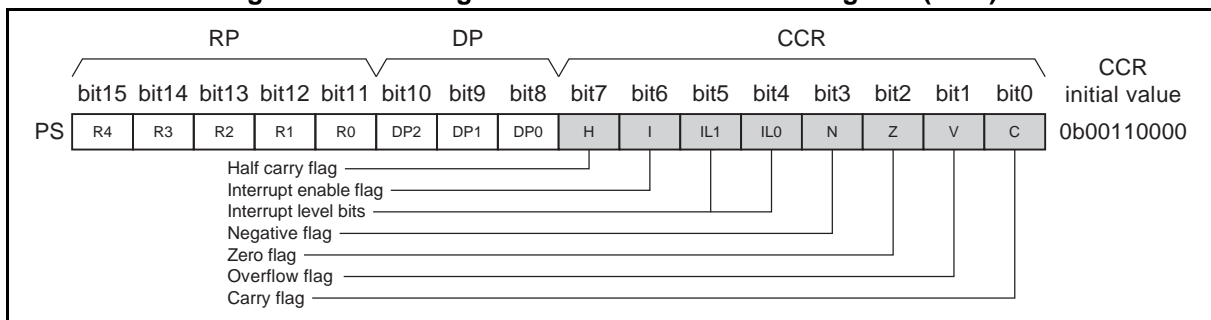 RP DP CCR
CCR
bit15 bit14 bit13 bit12 bit11 bit10 bit9 bit8 bit7 bit6 bit5 bit4 bit3 bit2 bit1 bit0 initial value
PS R4 R3 R2 R1 R0 DP2 DP1 DP0 H I IL1 IL0 N Z V C 0b00110000
Half carry flag
Interrupt enable flag
Interrupt level bits
Negative flag
Zero flag
Overflow flag
Carry flag